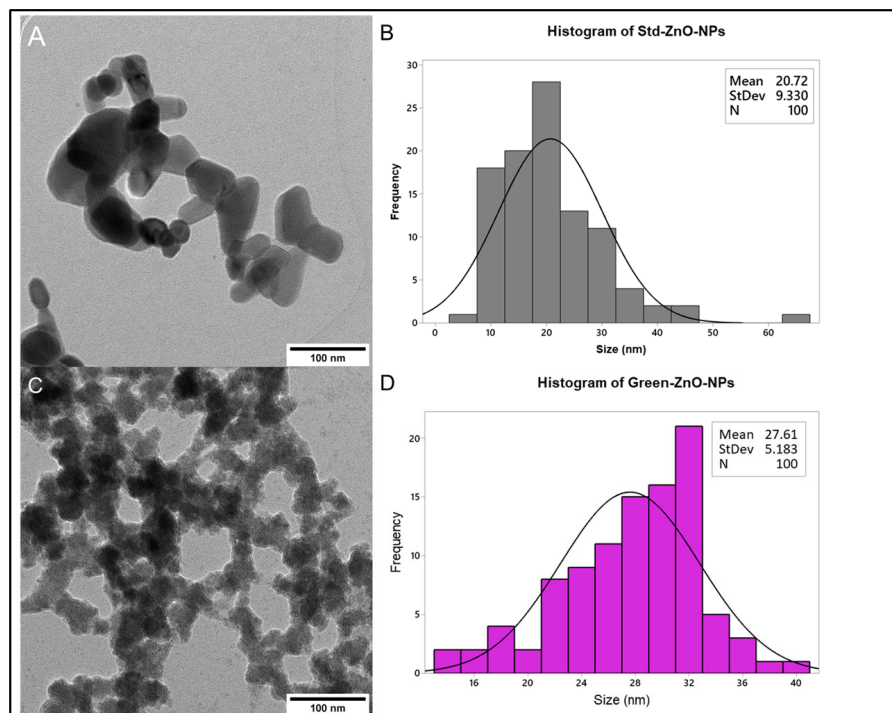 A
100 nm
B
Histogram of Std-ZnO-NPs
Mean 20.72
StDev 9.330
N 100
Frequency
30
25
20
15
10
5
0
0 10 20 30 40 50 60
Size (nm)
C
100 nm
D
Histogram of Green-ZnO-NPs
Mean 27.61
StDev 5.183
N 100
Frequency
20
15
10
5
0
16 20 24 28 32 36 40
Size (nm)